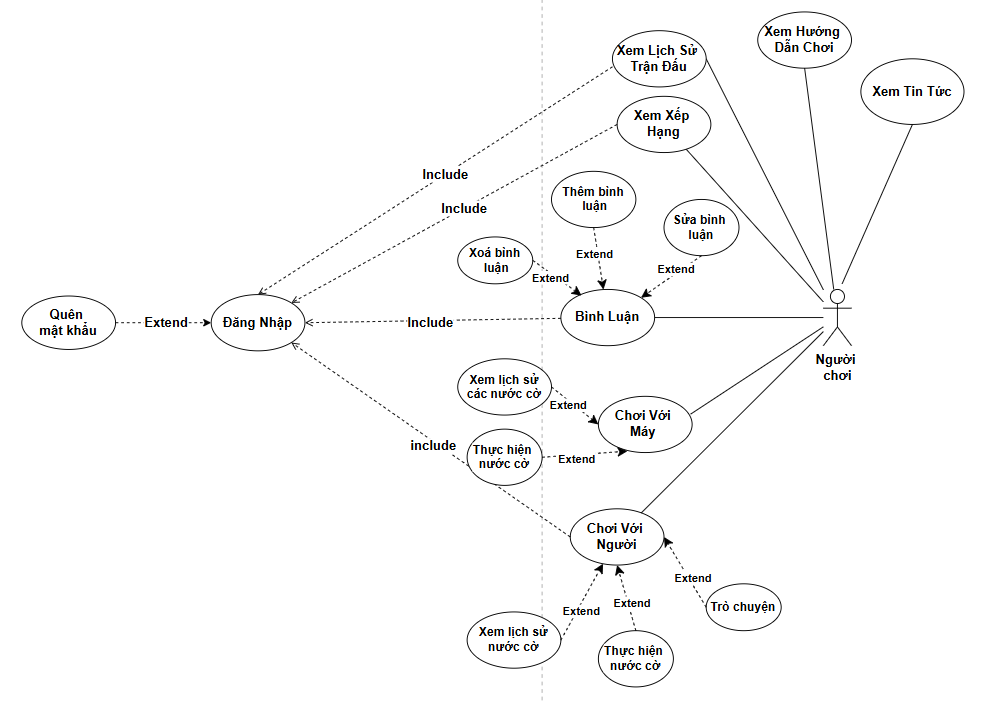 Xem Hướng
Dẫn Chơi
Xem Lịch Sử
Trận Đấu
Xem Tin Tức
Xem Xếp
Hạng
Include
Include
Thêm bình
luận
Sửa bình
luận
Xoá bình
luận
Extend
Extend
Extend
Quên
mật khẩu
Extend
Đăng Nhập
Include
Bình Luận
Người
chơi
Xem lịch sử
các nước cờ
Extend
Chơi Với
Máy
include
Thực hiện
nước cờ
Extend
Chơi Với
Người
Extend
Extend
Extend
Trò chuyện
Xem lịch sử
nước cờ
Thực hiện
nước cờ